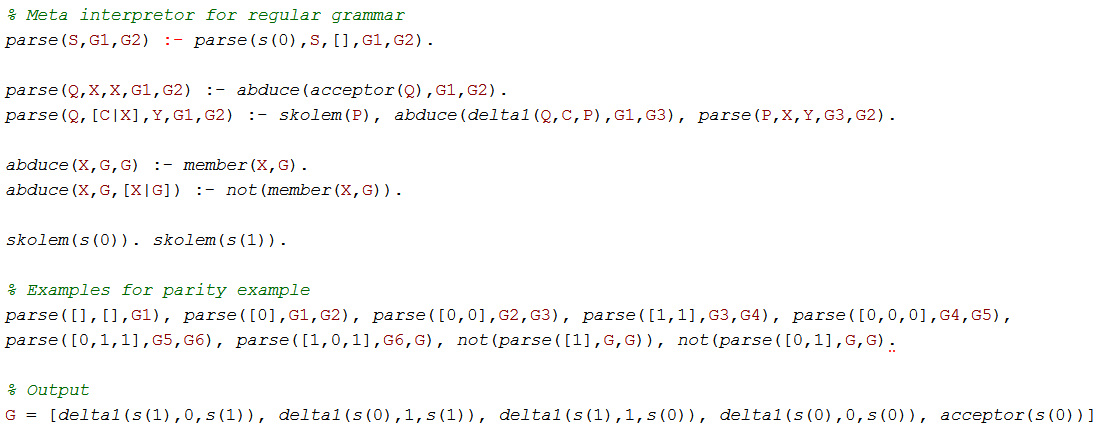 % Meta interpretor for regular grammar
parse(S,G1,G2) :- parse(s(0),S,[],G1,G2).
parse(Q,X,X,G1,G2) :- abduce(acceptor(Q),G1,G2).
parse(Q,[C|X],Y,G1,G2) :- skolem(P), abduce(delta1(Q,C,P),G1,G3), parse(P,X,Y,G3,G2).
abduce(X,G,G) :- member(X,G).
abduce(X,G,[X|G]) :- not(member(X,G)).
skolem(s(0)). skolem(s(1)).
% Examples for parity example
parse([],[],G1), parse([0],G1,G2), parse([0,0],G2,G3), parse([1,1],G3,G4), parse([0,0,0],G4,G5),
parse([0,1,1],G5,G6), parse([1,0,1],G6,G), not(parse([1],G,G)), not(parse([0,1],G,G).
% Output
G = [delta1(s(1),0,s(1)), delta1(s(0),1,s(1)), delta1(s(1),1,s(0)), delta1(s(0),0,s(0)), acceptor(s(0))]